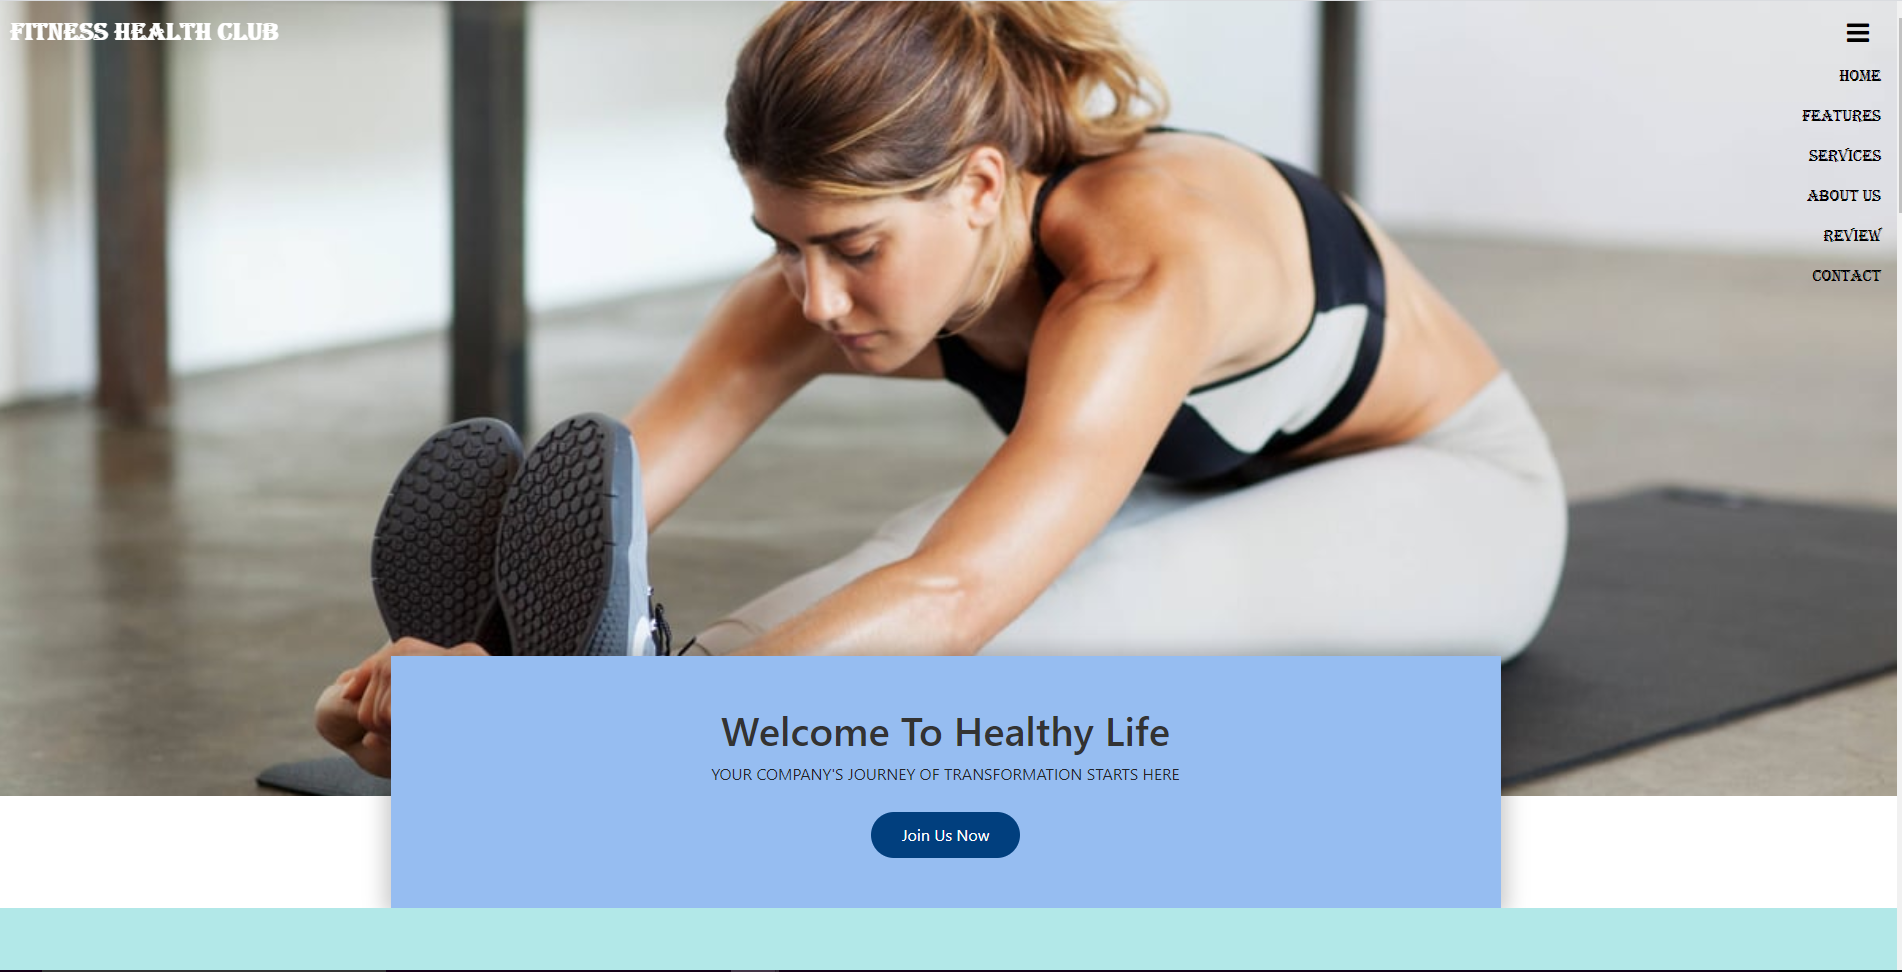 FITNESS HEALTH CLUB
HOME
FEATURES
SERVICES
ABOUT US
REVIEW
CONTACT
Welcome To Healthy Life
YOUR COMPANY'S JOURNEY OF TRANSFORMATION STARTS HERE
Join Us Now